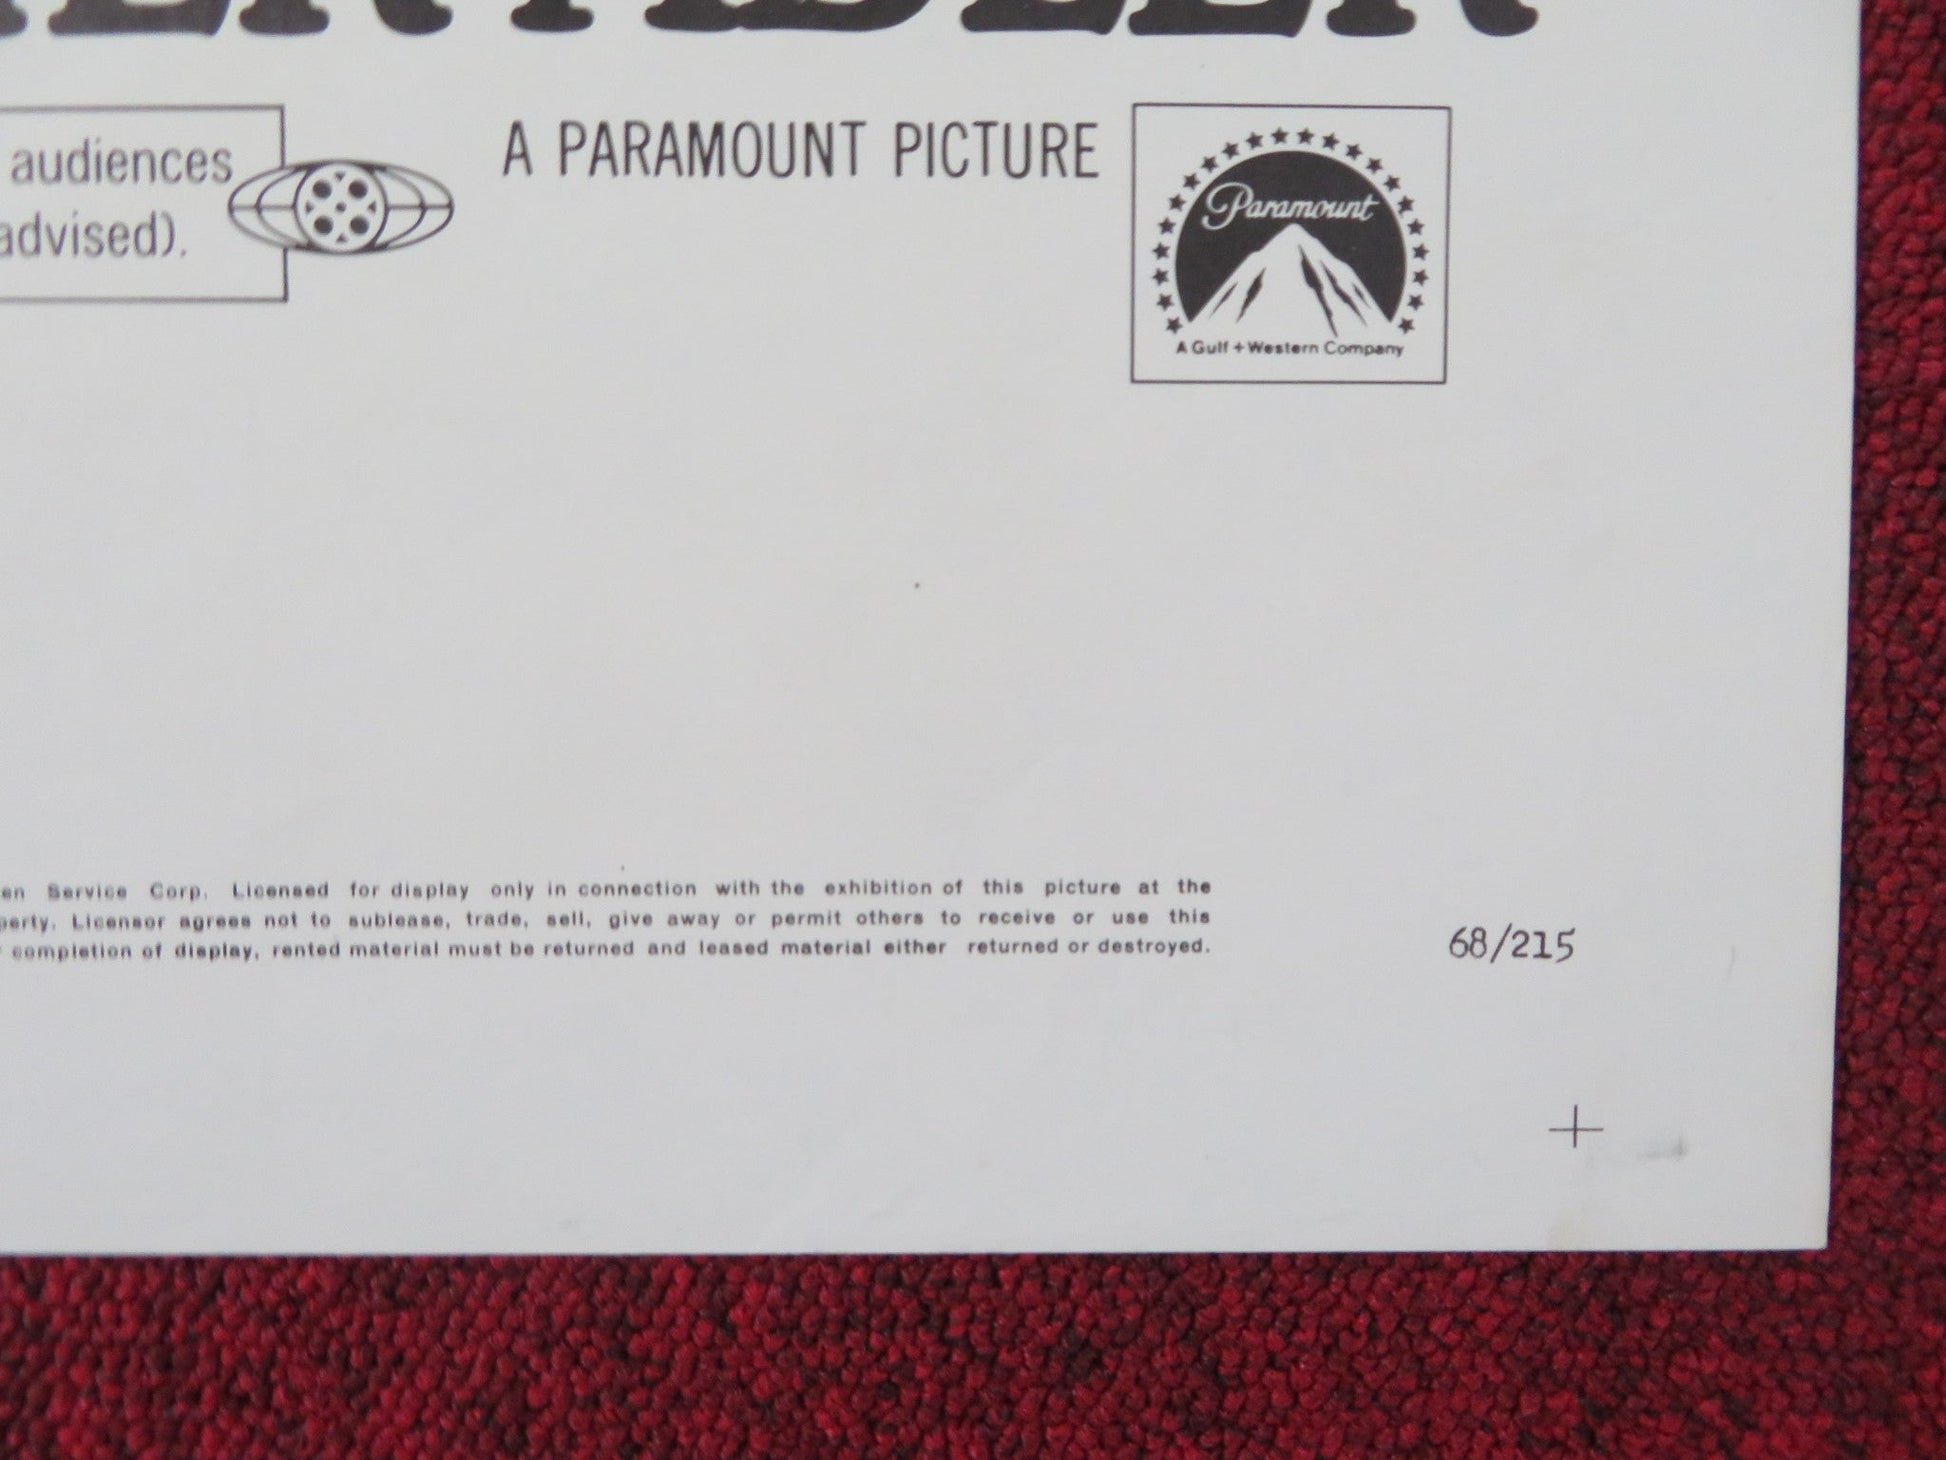 audiences
advised).
A PARAMOUNT PICTURE
Paramount
A Gulf + Western Company
Service Corp. Licensed for display only in connection with the exhibition of this picture at the
Licensor agrees not to sublease, trade, sell, give away or permit others to receive or use this
completion of display, rented material must be returned and leased material either returned or destroyed.
68/215